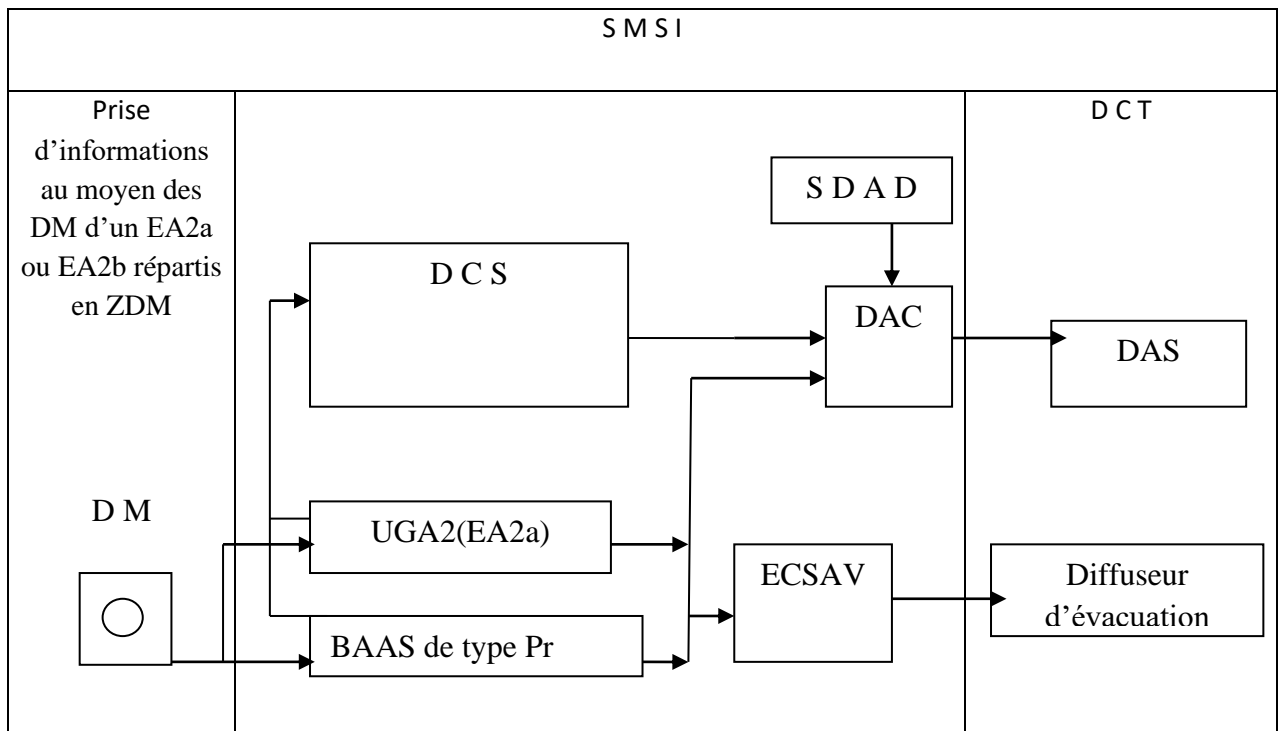 S M S I
Prise
d’informations
au moyen des
DM d’un EA2a
ou EA2b répartis
en ZDM
D M
D C S
UGA2(EA2a)
BAAS de type Pr
S D A D
DAC
ECSAV
D C T
DAS
Diffuseur
d’évacuation